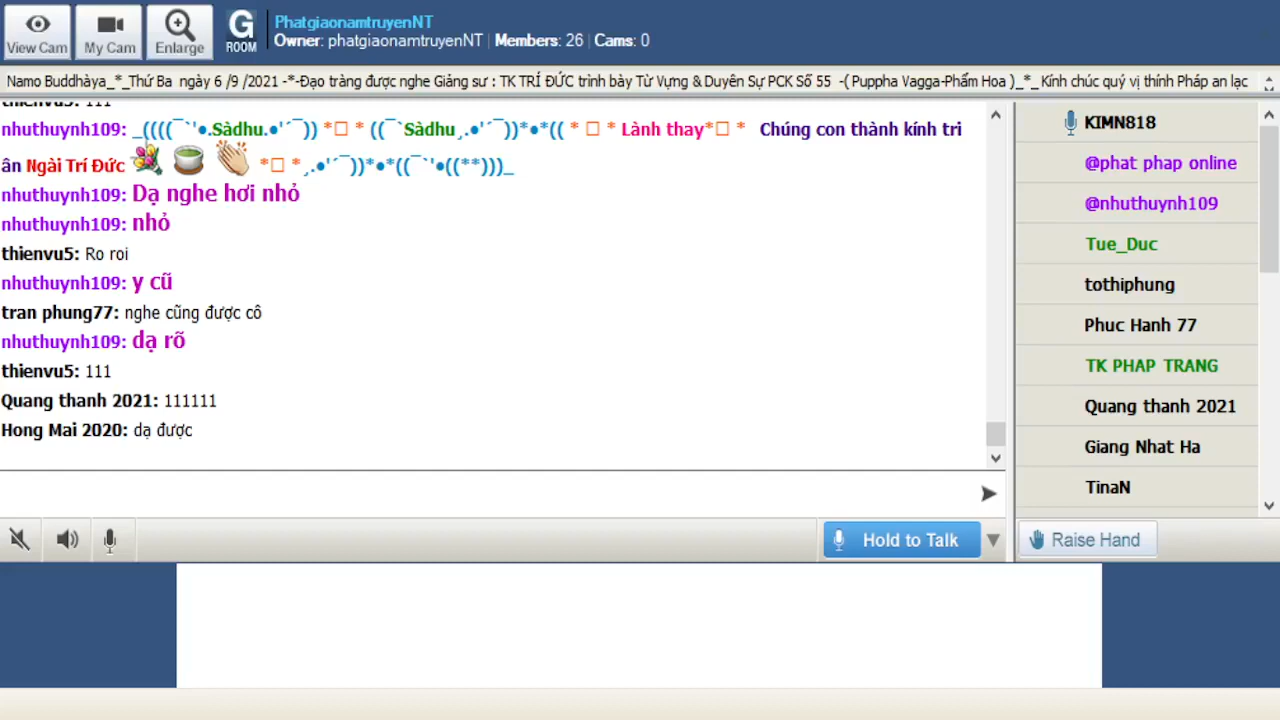 View Cam
My Cam
Enlarge
G ROOM
PhatgiaonamtruyenNT
Owner: phatgiaonamtruyenNT | Members: 26 | Cams: 0
Namo Buddhàya_*_Thứ Ba ngày 6 /9 /2021 -*-Đạo tràng được nghe Giảng sư : TK TRÍ ĐỨC trình bày Từ Vựng & Duyên Sự PCK Số 55 -( Puppha Vagga-Phẩm Hoa )_*_ Kính chúc quý vị thính Pháp an lạc
thienvu5: 111
nhuthuynh109: _((((¯`'●.Sàdhu.●'´¯)) *□ * ((¯`Sàdhu¸.●'´¯))*●*(( * □ * Lành thay*□ * Chúng con thành kính tri
ân Ngài Trí Đức *□ *¸.●'´¯))*●*((¯`'●((**)))_
nhuthuynh109: Dạ nghe hơi nhỏ
nhuthuynh109: nhỏ
thienvu5: Ro roi
nhuthuynh109: y cũ
tran phung77: nghe cũng được cô
nhuthuynh109: dạ rõ
thienvu5: 111
Quang thanh 2021: 111111
Hong Mai 2020: dạ được
KIMN818
@phat phap online
@nhuthuynh109
Tue_Duc
tothiphung
Phuc Hanh 77
TK PHAP TRANG
Quang thanh 2021
Giang Nhat Ha
TinaN
Hold to Talk
Raise Hand